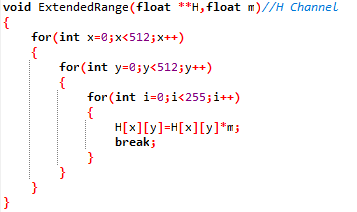 void ExtendedRange(float **H,float m)//H Channel
{
for(int x=0;x<512;x++)
{
for(int y=0;y<512;y++)
{
for(int i=0;i<255;i++)
{
H[x][y]=H[x][y]*m;
break;
}
}
}
}